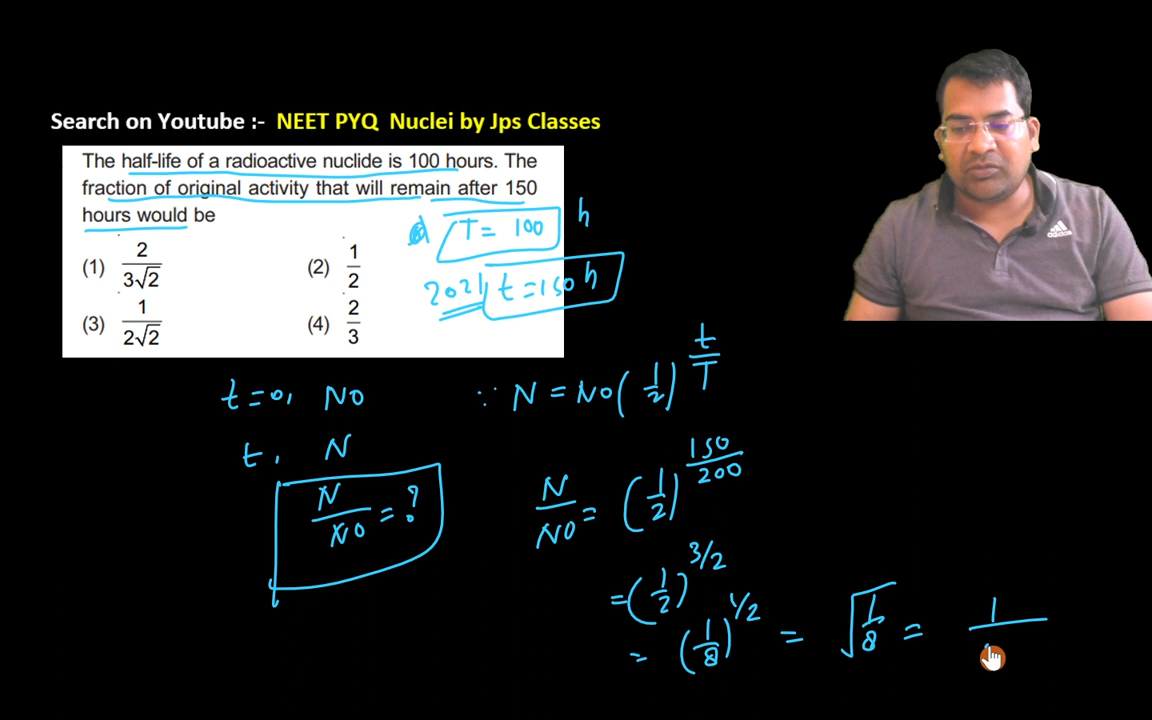 Search on Youtube :- NEET PYQ Nuclei by Jps Classes
The half-life of a radioactive nuclide is 100 hours. The
fraction of original activity that will remain after 150
hours would be
(1) 2/3√2
(2) 1/2
(3) 1/2√2
(4) 2/3
T = 100 h
2021 t = 150 h
t=0, N0
t, N
N/N0 = ?
∵ N = N0(1/2)^t/T
N/N0 = (1/2)^150/200
= (1/2)^3/2
= (1/8)^1/2 = √1/8 = 1
adidas